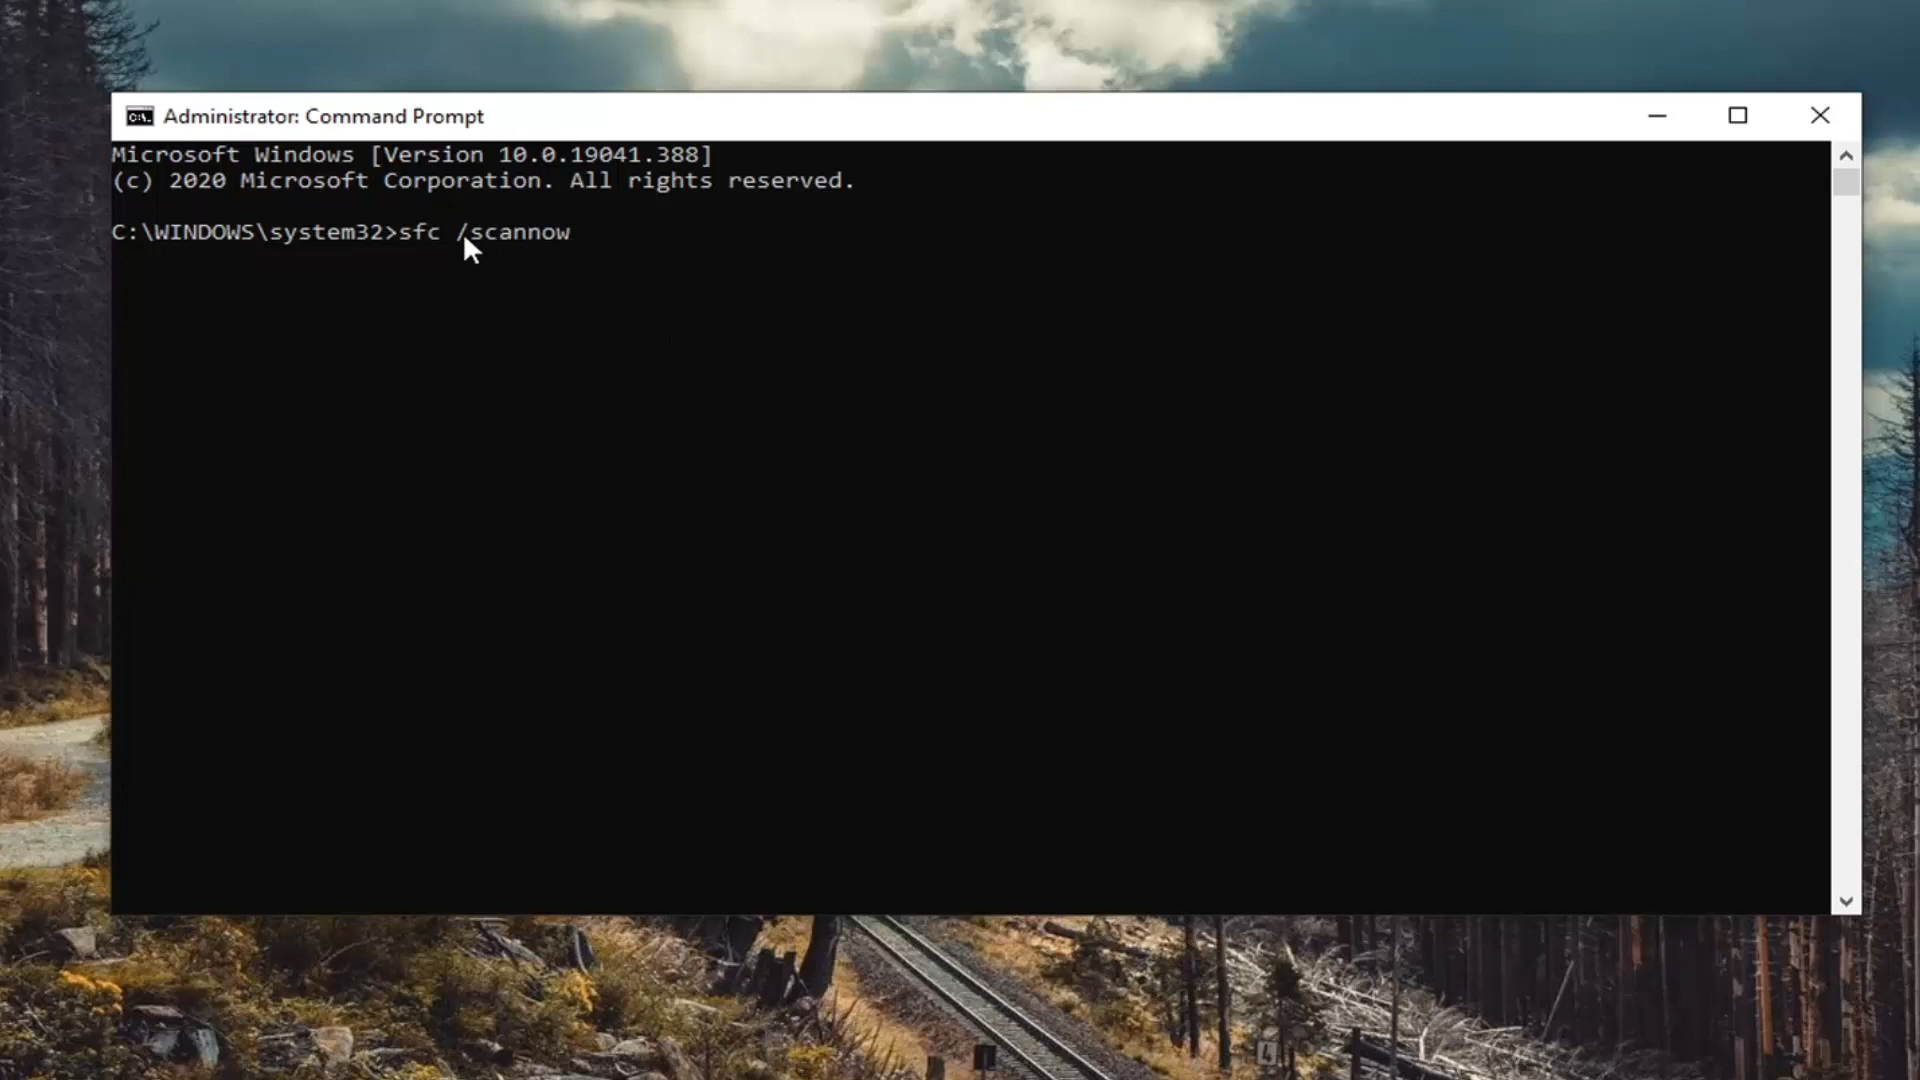 Administrator: Command Prompt
Microsoft Windows [Version 10.0.19041.388]
(c) 2020 Microsoft Corporation. All rights reserved.
C:\WINDOWS\system32>sfc /scannow